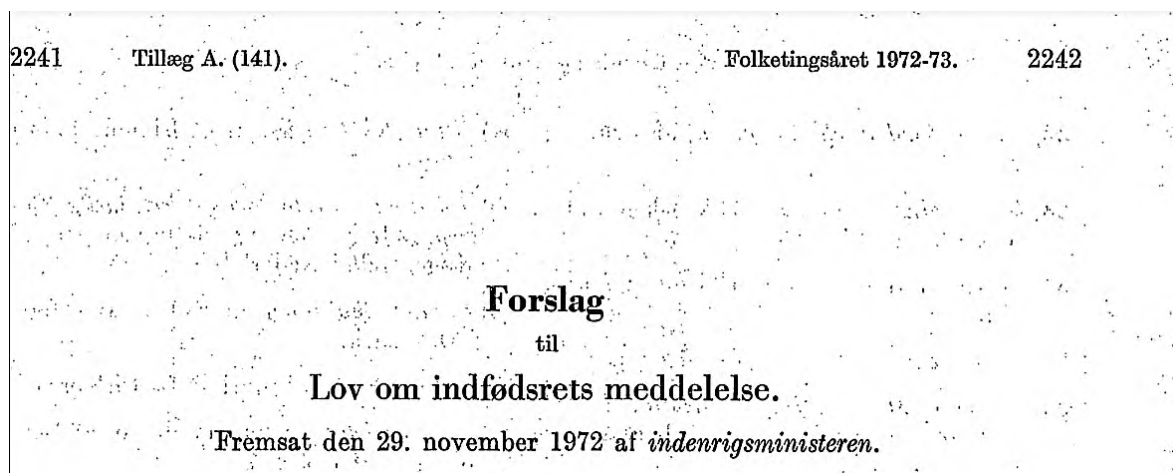 2241 Tillæg A. (141). Folketingsåret 1972-73. 2242
Forslag
til
Lov om indfødsrets meddelelse.
Fremsat den 29. november 1972 af indenrigsministeren.